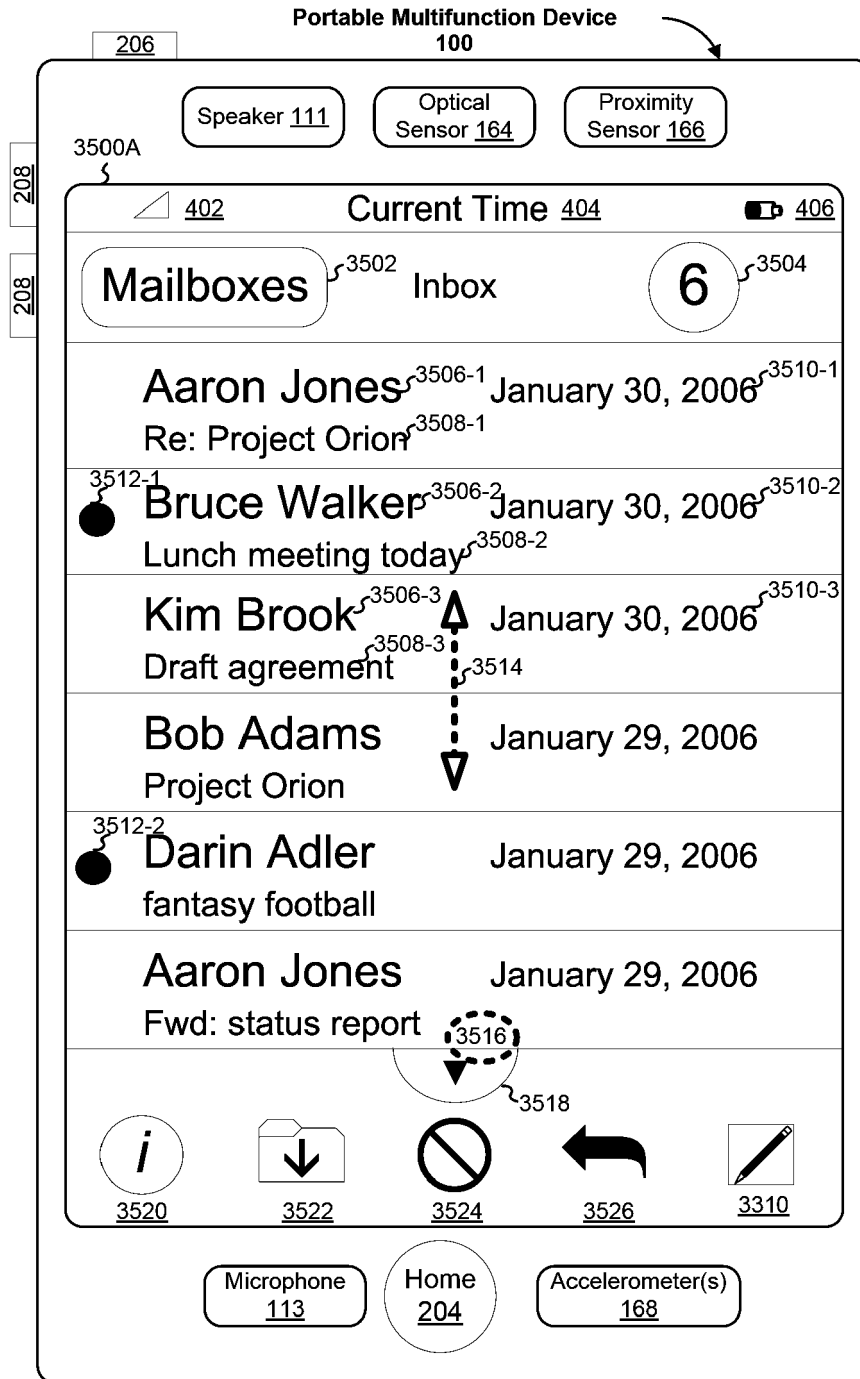 Portable Multifunction Device
100
206
Speaker 111
Optical
Sensor 164
Proximity
Sensor 166
3500A
208
208
402
Current Time 404
406
Mailboxes
3502
Inbox
6
3504
Aaron Jones
3506-1
January 30, 2006
3510-1
Re: Project Orion
3508-1
3512-1
Bruce Walker
3506-2
January 30, 2006
3510-2
Lunch meeting today
3508-2
Kim Brook
3506-3
January 30, 2006
3510-3
Draft agreement
3508-3
3514
Bob Adams
January 29, 2006
Project Orion
3512-2
Darin Adler
January 29, 2006
fantasy football
Aaron Jones
January 29, 2006
Fwd: status report
3516
3518
i
3520
3522
3524
3526
3310
Microphone
113
Home
204
Accelerometer(s)
168